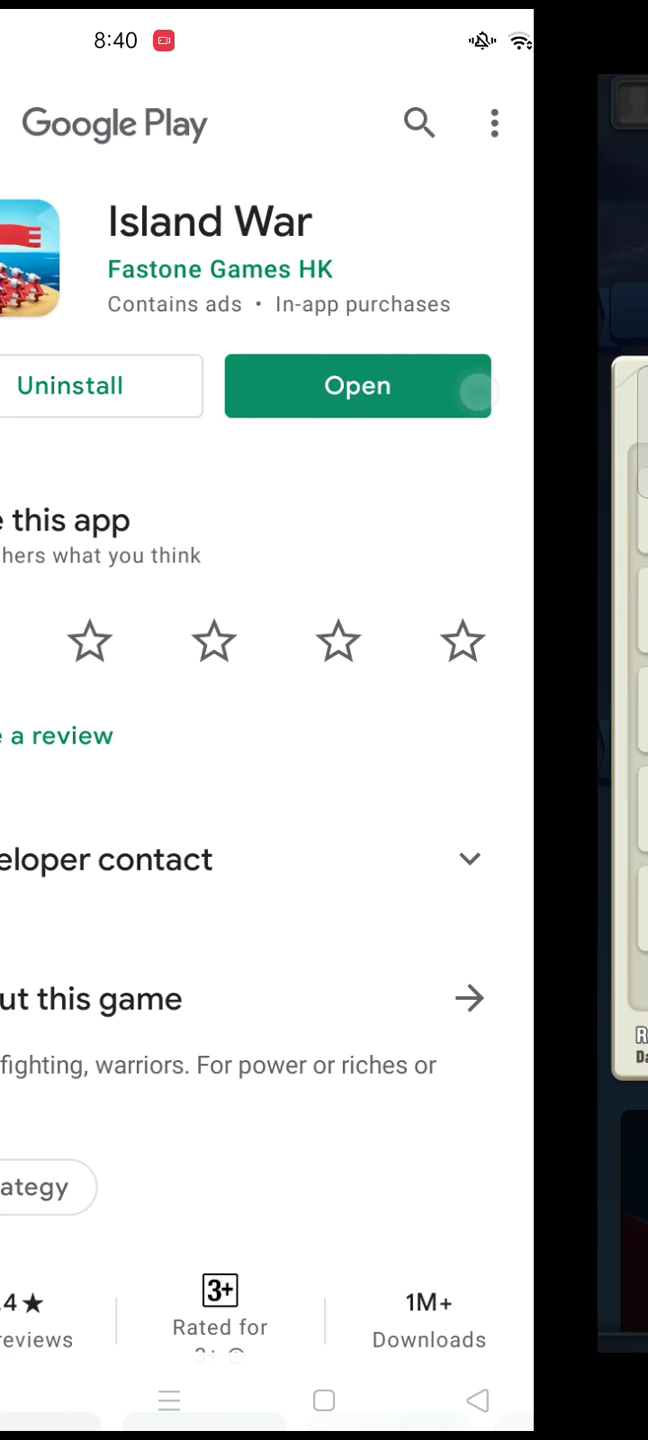 8:40
Google Play
Island War
Fastone Games HK
Contains ads • In-app purchases
Uninstall
Open
this app
hers what you think
a review
eloper contact
ut this game
fighting, warriors. For power or riches or
ategy
.4★
3+
1M+
reviews
Rated for
Downloads